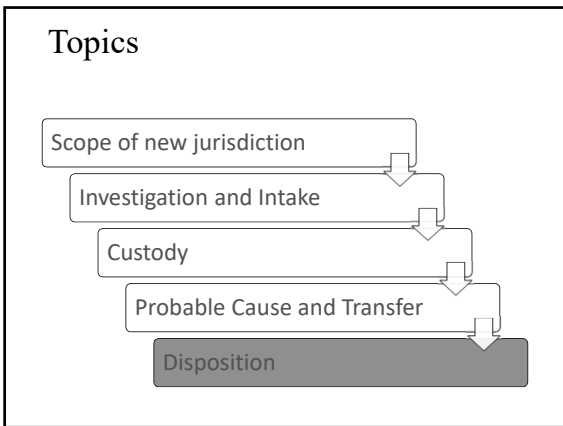 Topics
Scope of new jurisdiction
Investigation and Intake
Custody
Probable Cause and Transfer
Disposition